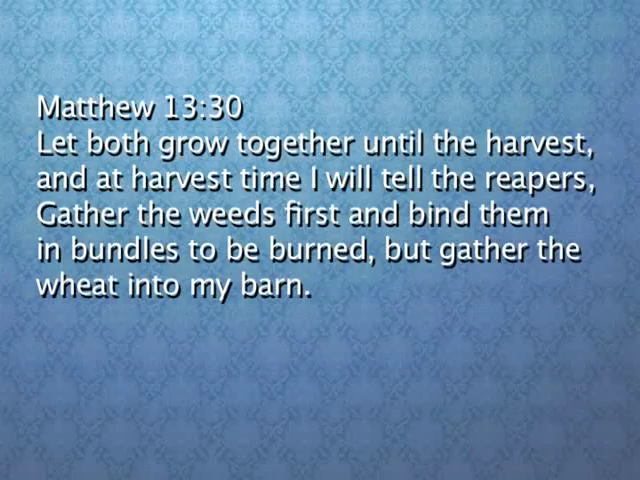 Matthew 13:30
Let both grow together until the harvest,
and at harvest time I will tell the reapers,
Gather the weeds first and bind them
in bundles to be burned, but gather the
wheat into my barn.